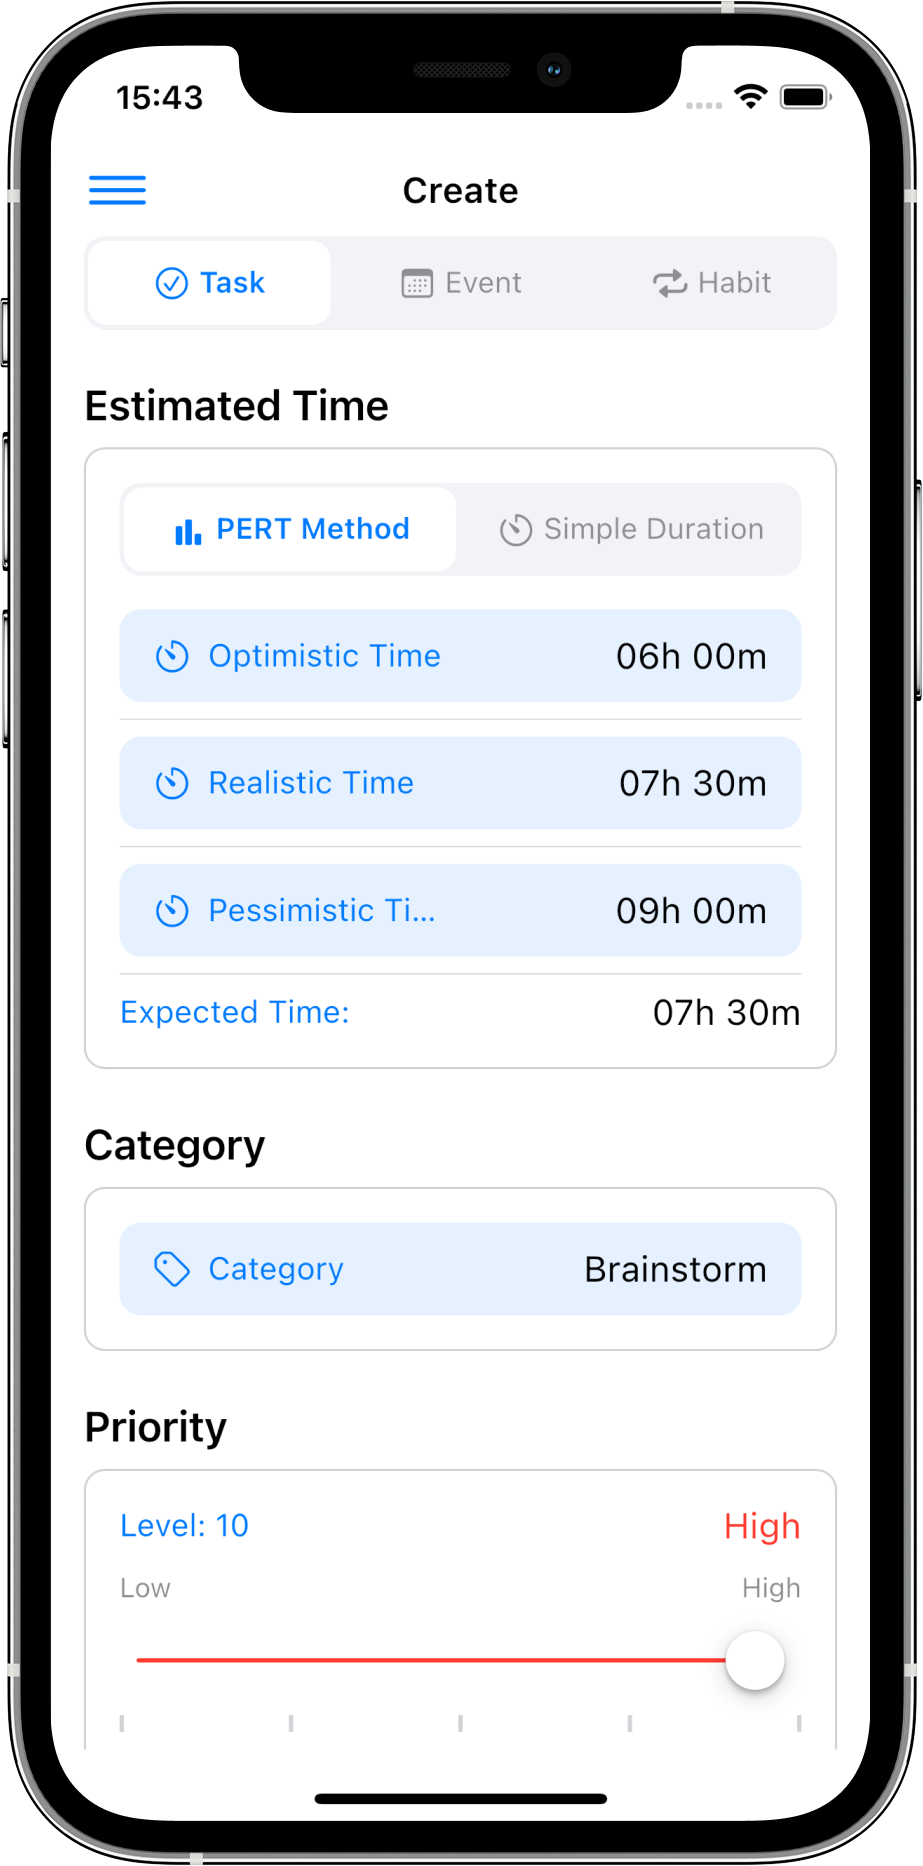 15:43
Create
Task Event Habit
Estimated Time
PERT Method Simple Duration
Optimistic Time 06h 00m
Realistic Time 07h 30m
Pessimistic Ti... 09h 00m
Expected Time: 07h 30m
Category
Category Brainstorm
Priority
Level: 10 High
Low High